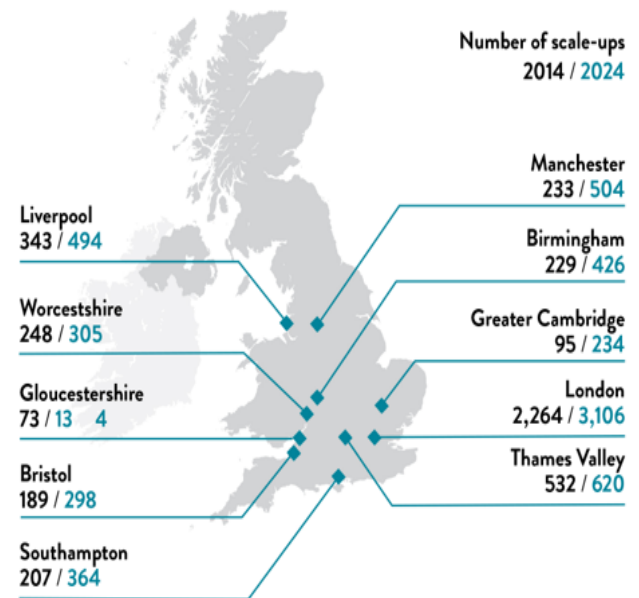 Number of scale-ups
2014 / 2024
Manchester
233 / 504
Liverpool
343 / 494
Birmingham
229 / 426
Worcestshire
248 / 305
Greater Cambridge
95 / 234
Gloucestershire
73 / 13 4
London
2,264 / 3,106
Thames Valley
532 / 620
Bristol
189 / 298
Southampton
207 / 364